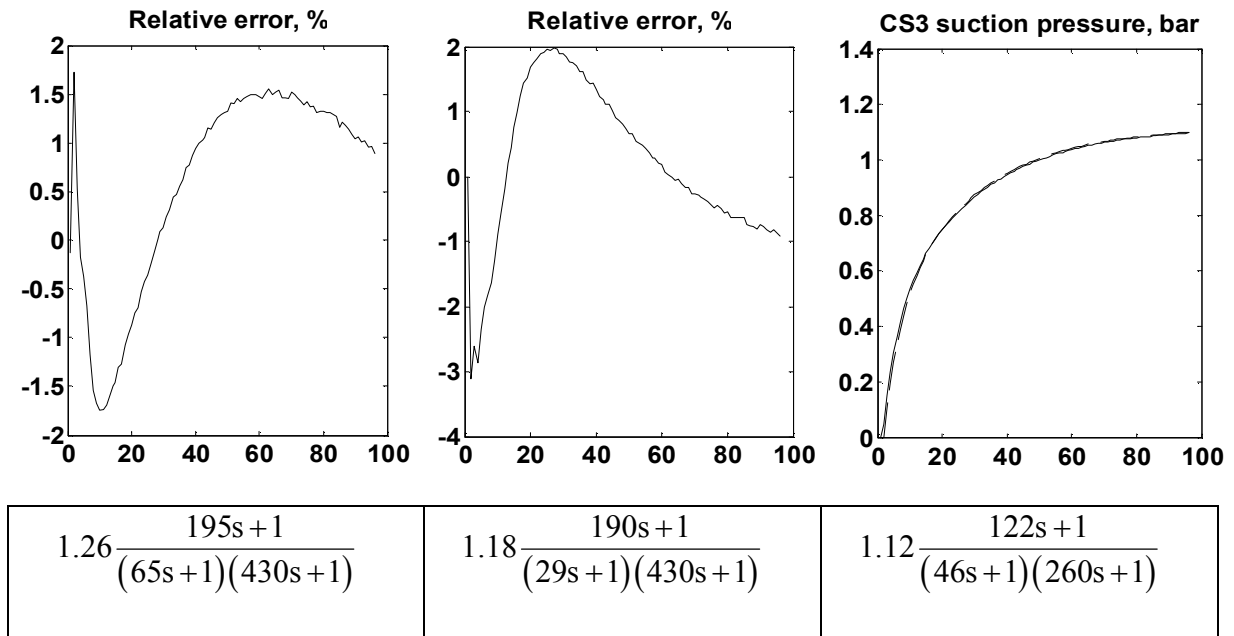 Relative error, %
2
1.5
1
0.5
0
-0.5
-1
-1.5
-2
0 20 40 60 80 100
Relative error, %
2
1
0
-1
-2
-3
-4
0 20 40 60 80 100
CS3 suction pressure, bar
1.4
1.2
1
0.8
0.6
0.4
0.2
0
0 20 40 60 80 100
1.26 195s+1 / (65s+1)(430s+1)
1.18 190s+1 / (29s+1)(430s+1)
1.12 122s+1 / (46s+1)(260s+1)